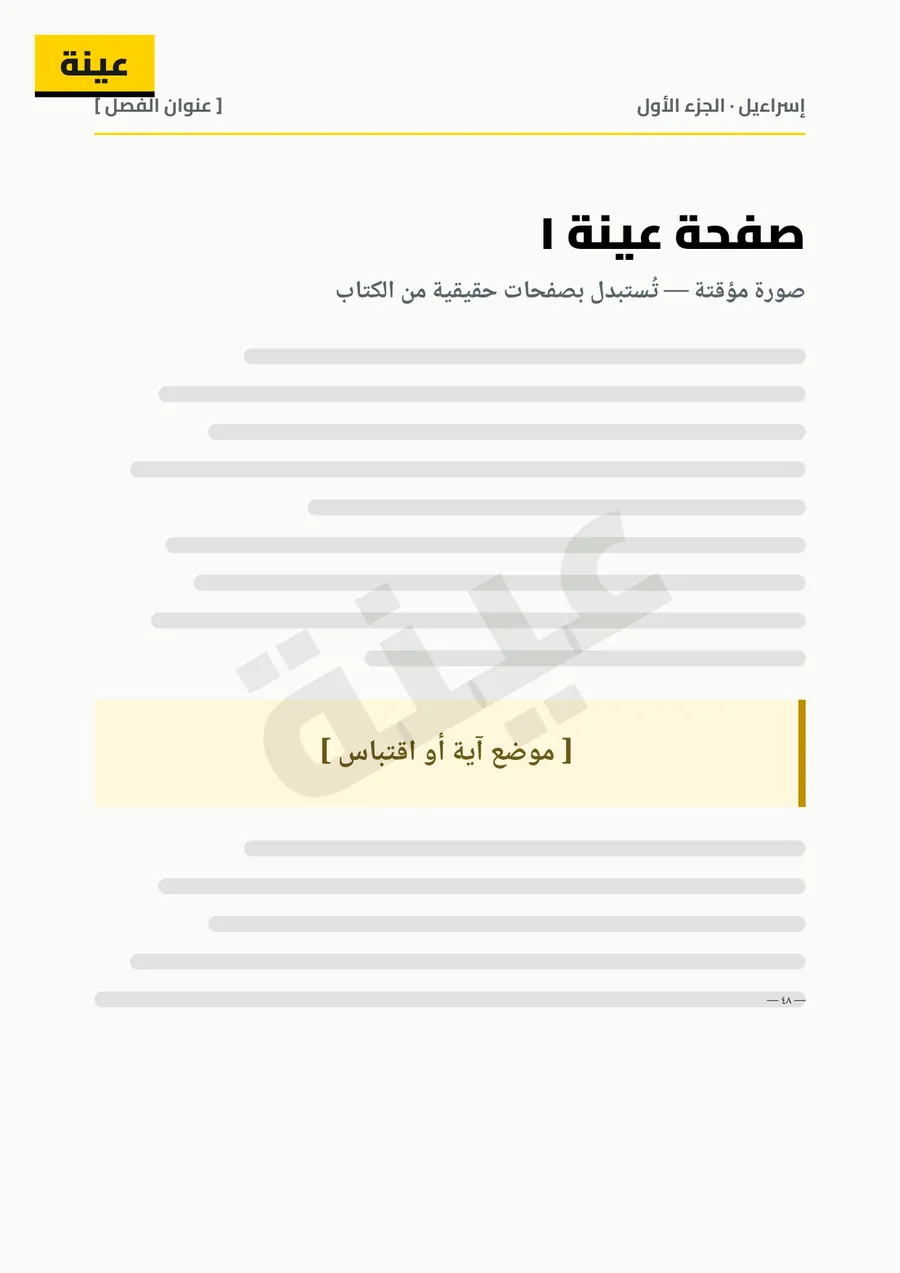 عينة
إسراعيل · الجزء الأول
[ عنوان الفصل ]
صفحة عينة ١
صورة مؤقتة — تُستبدل بصفحات حقيقية من الكتاب
عينة
[ موضع آية أو اقتباس ]
— ٤٨ —